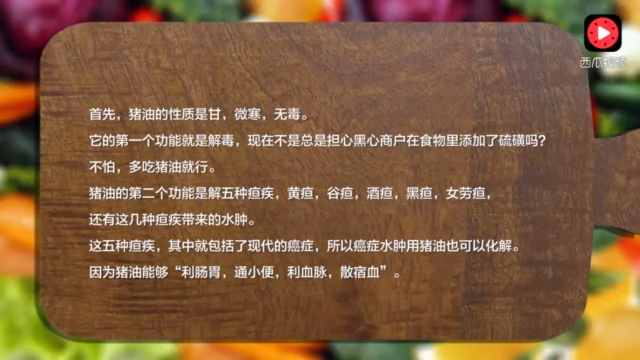 西瓜视频
首先，猪油的性质是甘，微寒，无毒。
它的第一个功能就是解毒，现在不是总是担心黑心商户在食物里添加了硫磺吗？
不怕，多吃猪油就行。
猪油的第二个功能是解五种疸疾，黄疸，谷疸，酒疸，黑疸，女劳疸，
还有这几种疸疾带来的水肿。
这五种疸疾，其中就包括了现代的癌症，所以癌症水肿用猪油也可以化解。
因为猪油能够“利肠胃，通小便，利血脉，散宿血”。